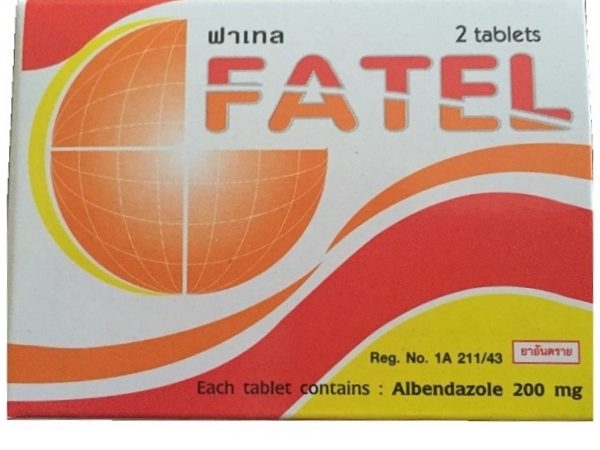 ฟาเทล 2 tablets
FATEL
Reg. No. 1A 211/43 ยาอันตราย
Each tablet contains : Albendazole 200 mg